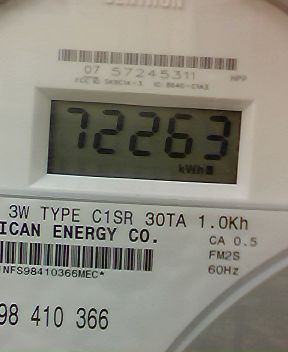 07 57245311 HPP
72263
kWh
3W TYPE C1SR 30TA 1.0Kh
ICAN ENERGY CO. CA 0.5
FM2S
NFS98410366MEC* 60Hz
98 410 366